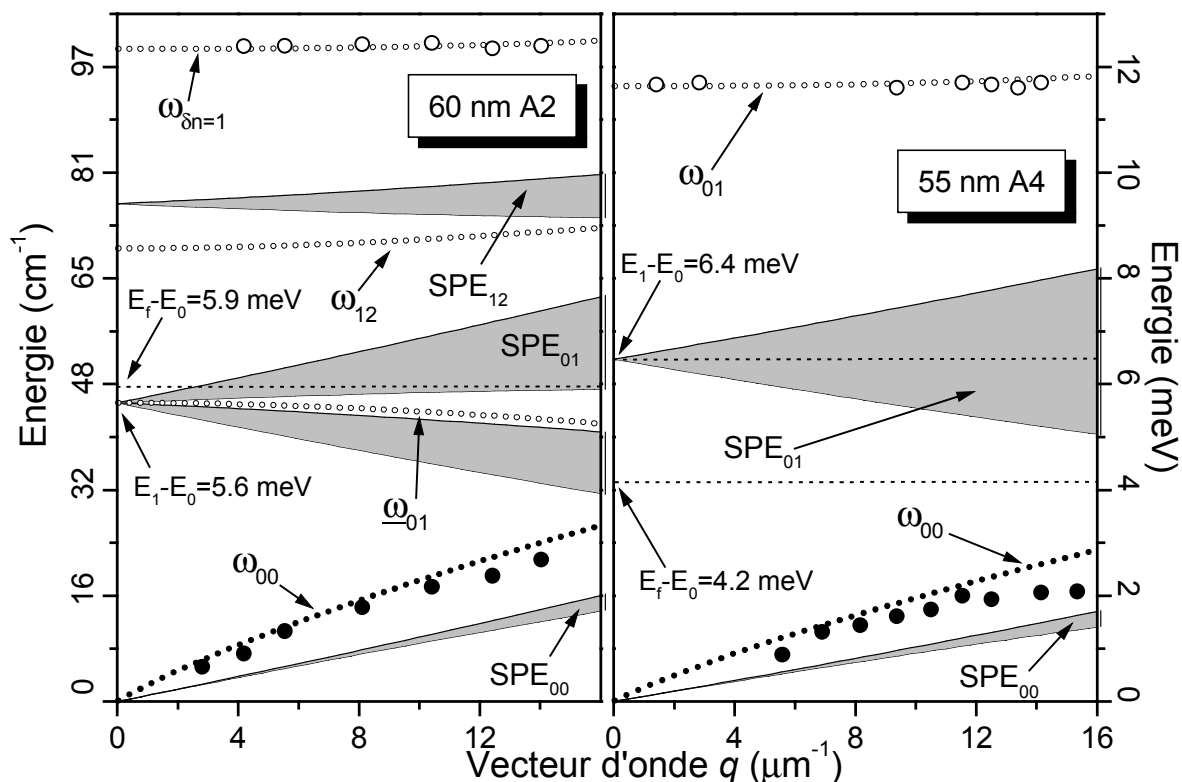 Energie (cm⁻¹)
97
81
65
48
32
16
0
60 nm A2
ω_δn=1
SPE₁₂
ω₁₂
E_f-E₀=5.9 meV
SPE₀₁
E₁-E₀=5.6 meV
ω₀₁
ω₀₀
SPE₀₀
0 4 8 12
55 nm A4
ω₀₁
E₁-E₀=6.4 meV
SPE₀₁
ω₀₀
E_f-E₀=4.2 meV
SPE₀₀
0 4 8 12 16
12
10
8
6
4
2
0
Energie (meV)
Vecteur d'onde q (μm⁻¹)